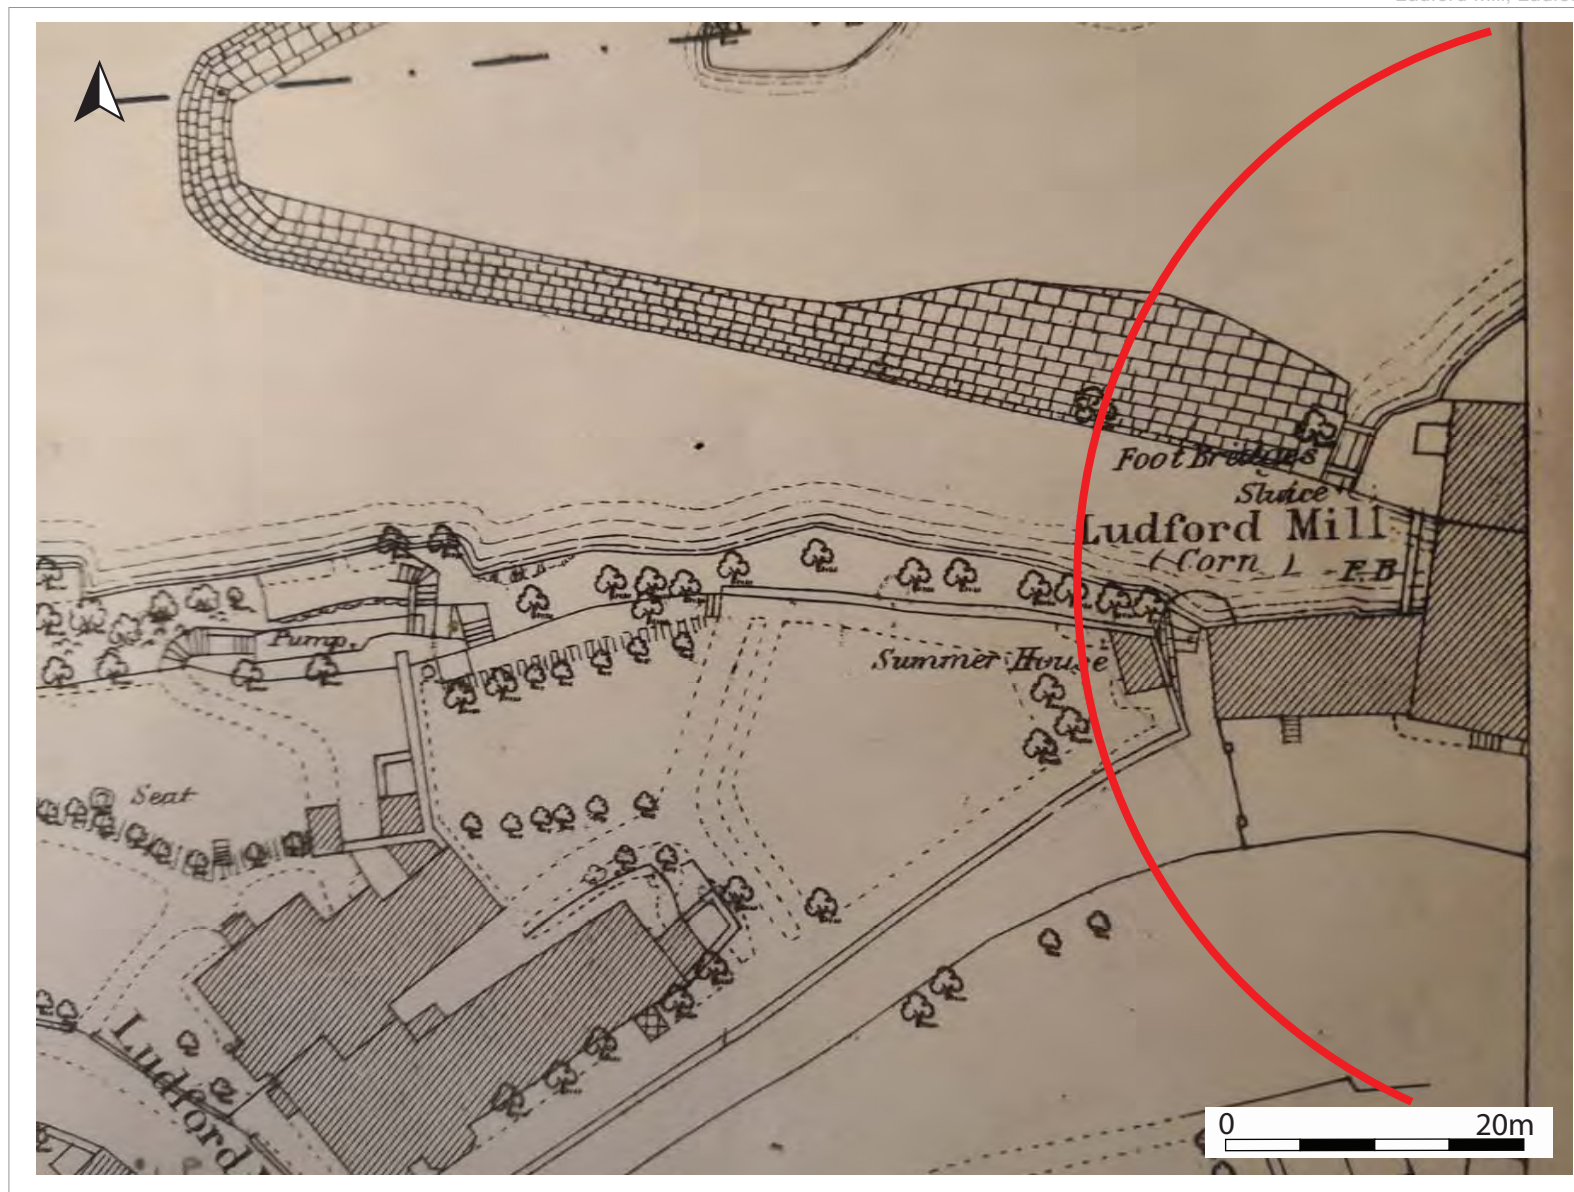 Foot Bridges
Sluice
Ludford Mill
(Corn)
F.B
Pump
Summer House
Seat
Ludford
0 20m